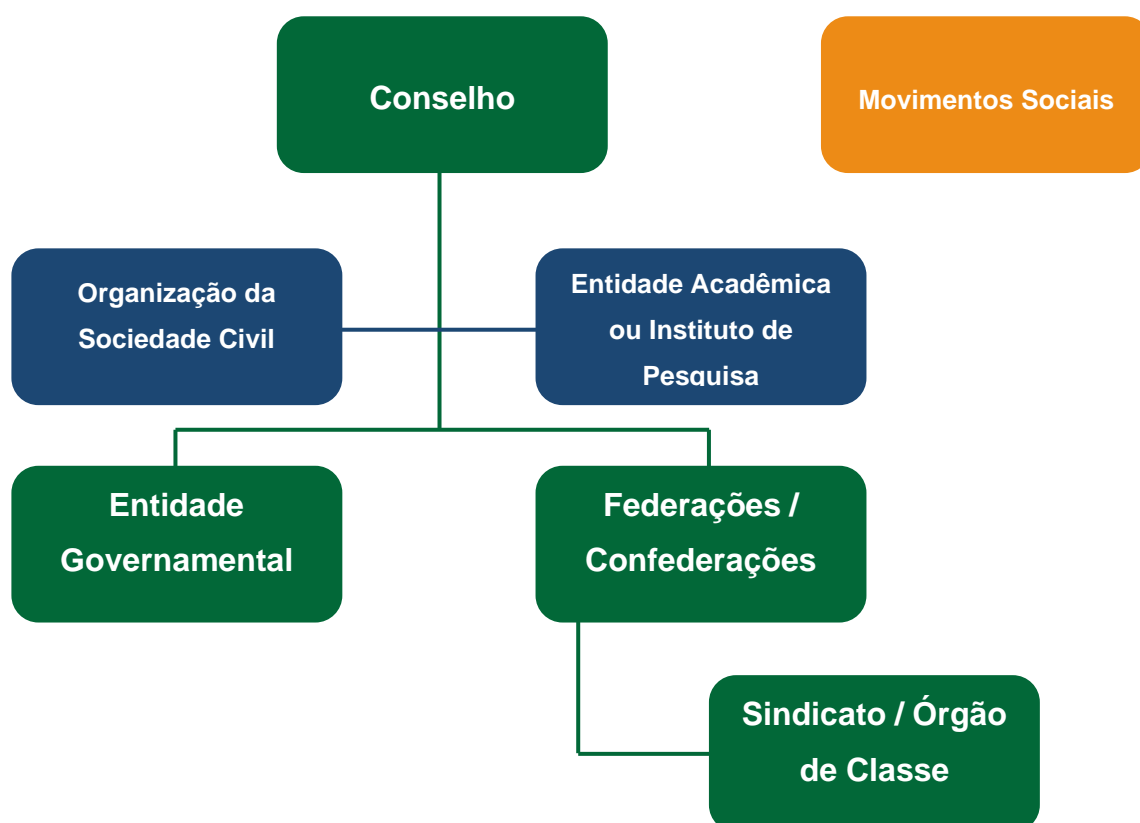 Conselho
Movimentos Sociais
Organização da
Sociedade Civil
Entidade Acadêmica
ou Instituto de
Pesquisa
Entidade
Governamental
Federações /
Confederações
Sindicato / Órgão
de Classe